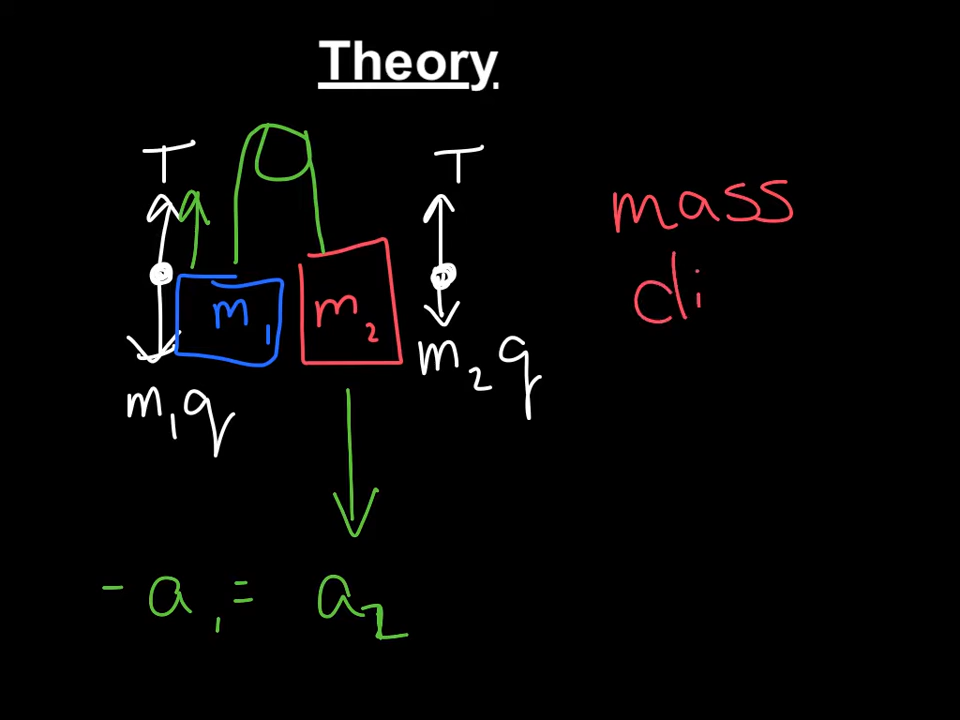 Theory
T
T
mass
di
m₁
m₂
m₂g
m₁g
-a₁ = a₂